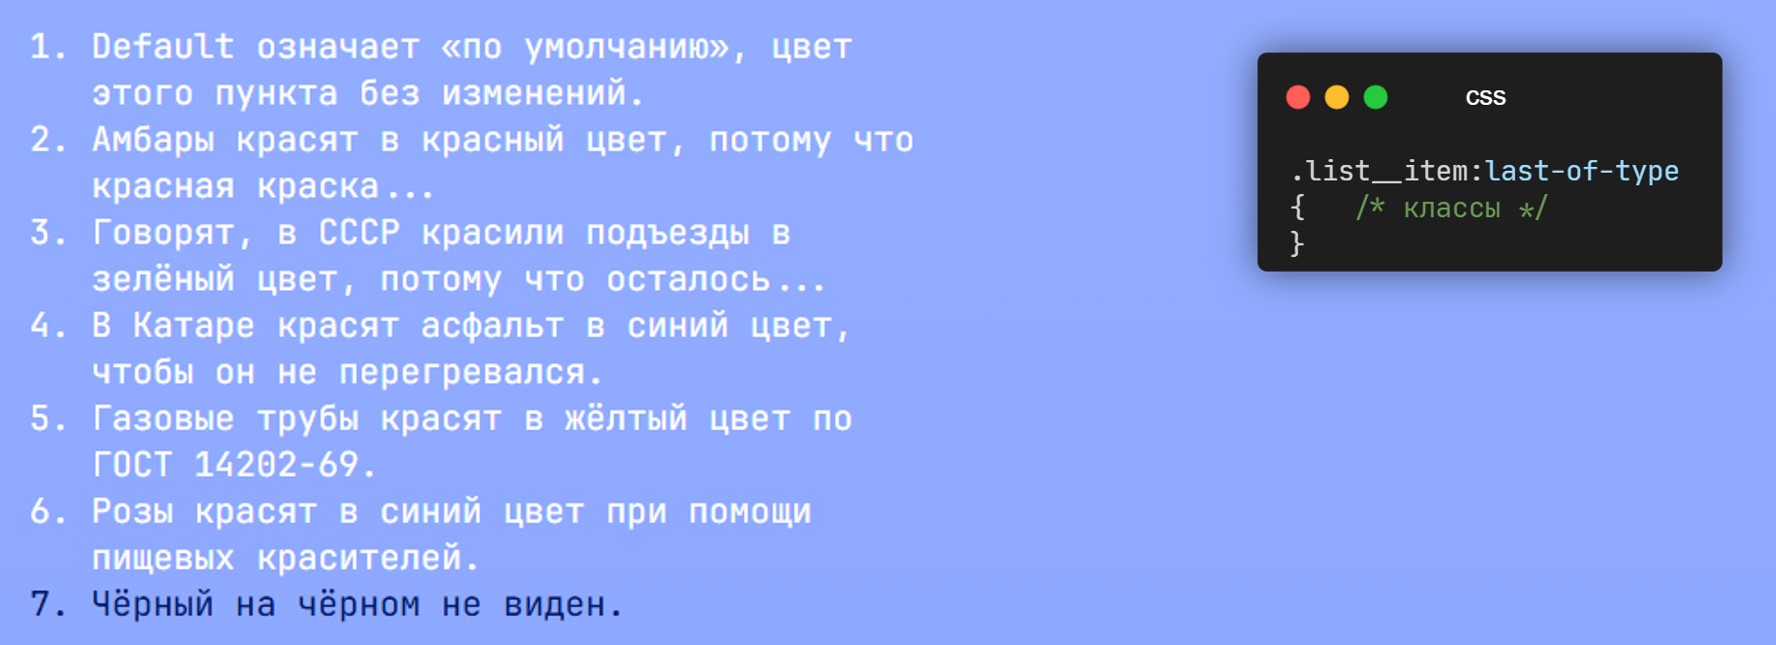 1. Default означает «по умолчанию», цвет
этого пункта без изменений.
2. Амбары красят в красный цвет, потому что
красная краска...
3. Говорят, в СССР красили подъезды в
зелёный цвет, потому что осталось...
4. В Катаре красят асфальт в синий цвет,
чтобы он не перегревался.
5. Газовые трубы красят в жёлтый цвет по
ГОСТ 14202-69.
6. Розы красят в синий цвет при помощи
пищевых красителей.
7. Чёрный на чёрном не виден.
css
.list__item:last-of-type
{ /* классы */
}